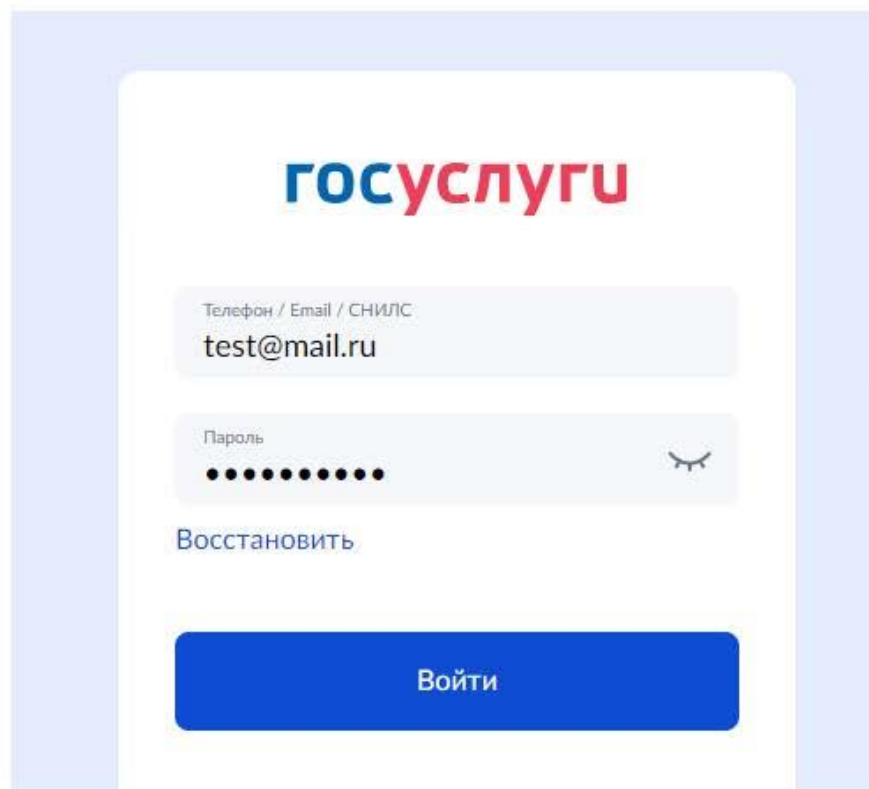 госуслуги
Телефон / Email / СНИЛС
test@mail.ru
Пароль
••••••••••
Восстановить
Войти